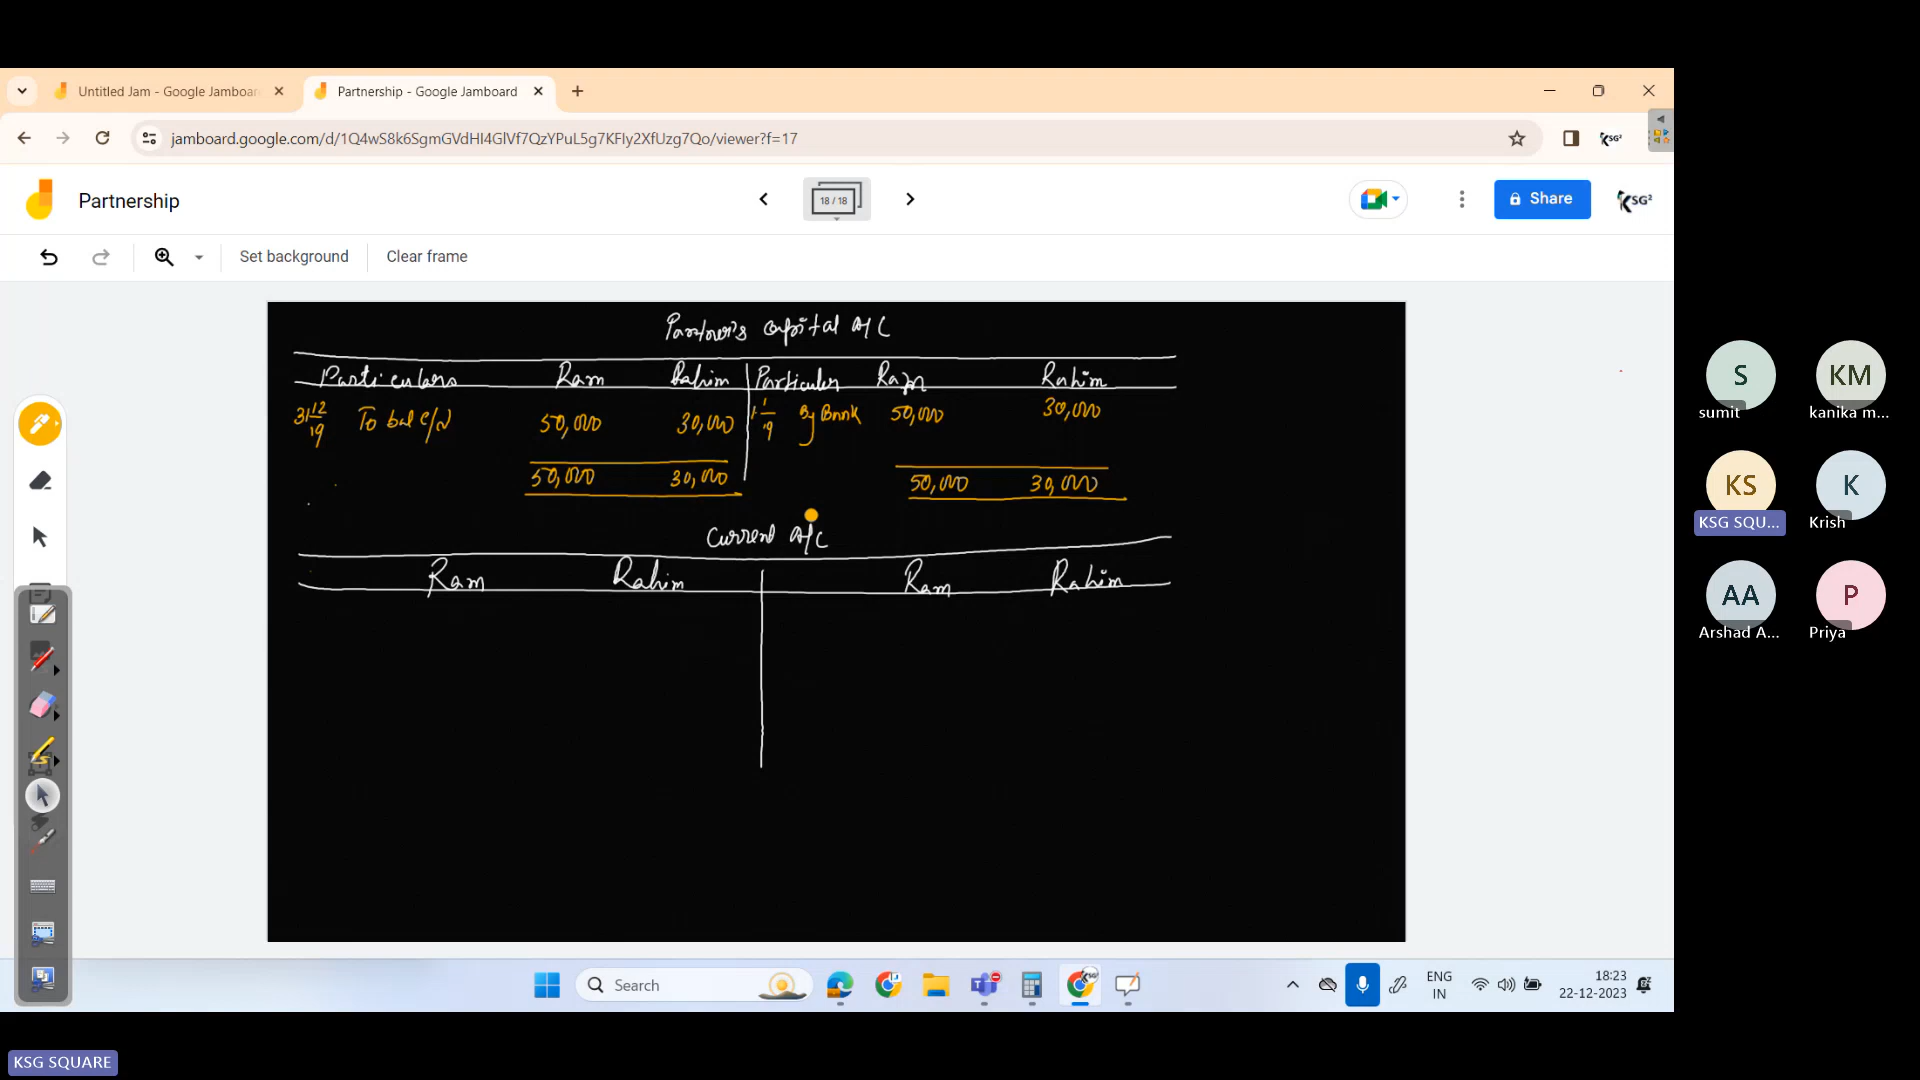 Untitled Jam - Google Jamboar
Partnership - Google Jamboard
jamboard.google.com/d/1Q4wS8k6SgmGVdHI4GlVf7QzYPuL5g7KFIy2XfUzg7Qo/viewer?f=17
KSG²
Partnership
18 / 18
Share
KSG²
Set background
Clear frame
Partner's Capital A/C
Particulars Ram Rahim Particulars Ram Rahim
31/12/19 To bal c/d 50,000 30,000 1/1/19 By Bank 50,000 30,000
50,000 30,000 50,000 30,000
Current A/C
Ram Rahim Ram Rahim
S
sumit
KM
kanika m...
KS
KSG SQU...
K
Krish
AA
Arshad A...
P
Priya
Search
ENG
IN
18:23
22-12-2023
KSG SQUARE